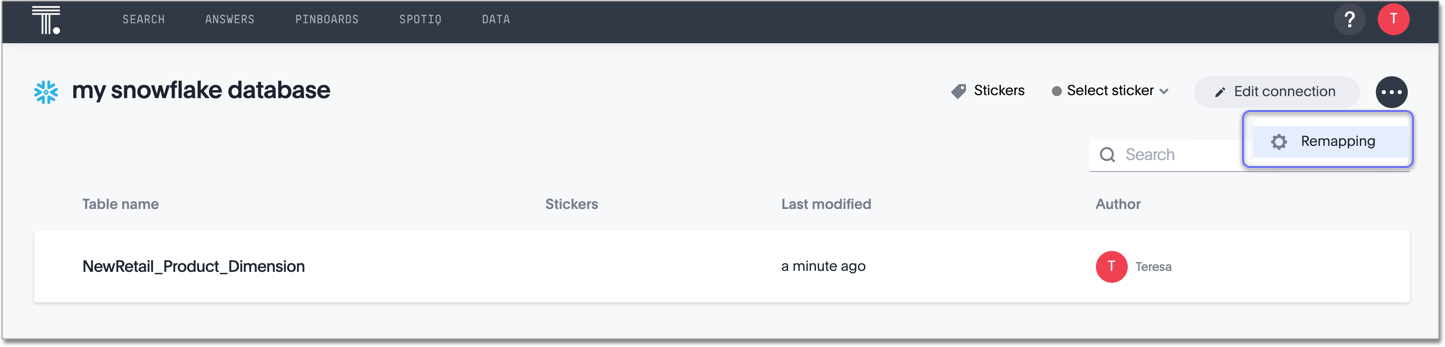 SEARCH ANSWERS PINBOARDS SPOTIQ DATA ? T
my snowflake database Stickers Select sticker Edit connection
Remapping
Search
Table name Stickers Last modified Author
NewRetail_Product_Dimension a minute ago T Teresa